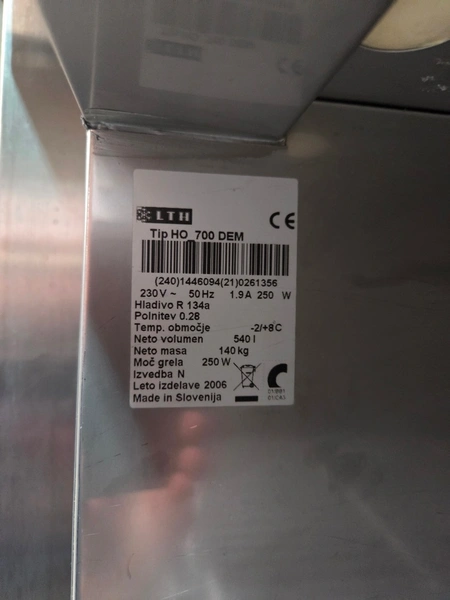 LTH
CE
Tip HO 700 DEM
(240)1446094(21)0261356
230 V ~ 50 Hz 1.9 A 250 W
Hladivo R 134a
Polnitev 0.28
Temp. območje -2/+8C
Neto volumen 540 l
Neto masa 140 kg
Moč grela 250 W
Izvedba N
Leto izdelave 2006
Made in Slovenija